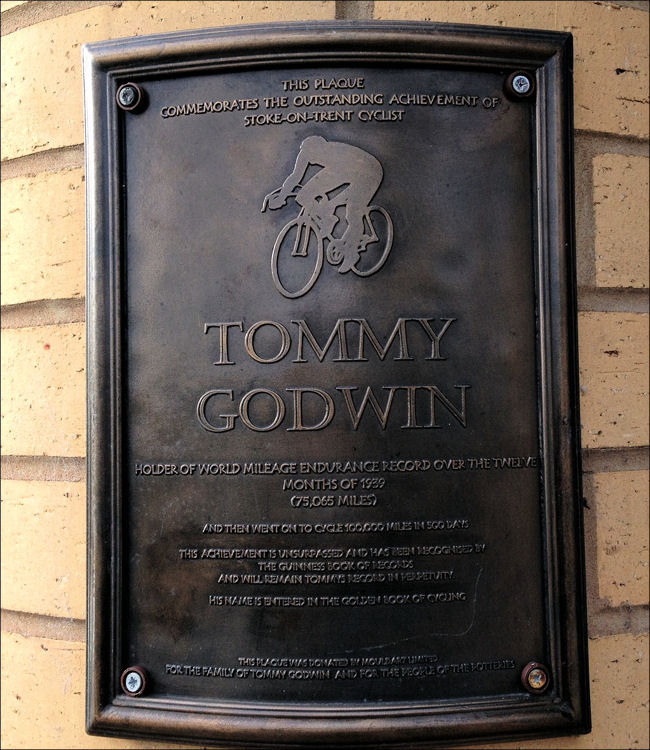 THIS PLAQUE
COMMEMORATES THE OUTSTANDING ACHIEVEMENT OF
STOKE-ON-TRENT CYCLIST
TOMMY
GODWIN
HOLDER OF WORLD MILEAGE ENDURANCE RECORD OVER THE TWELVE
MONTHS OF 1939
(75,065 MILES)
AND THEN WENT ON TO CYCLE 100,000 MILES IN 500 DAYS
THIS ACHIEVEMENT IS UNSURPASSED AND HAS BEEN RECOGNISED BY
THE GUINNESS BOOK OF RECORDS
AND WILL REMAIN TOMMYS RECORD IN PERPETUITY
HIS NAME IS ENTERED IN THE GOLDEN BOOK OF CYCLING
THIS PLAQUE WAS DONATED BY MOULDART LIMITED
FOR THE FAMILY OF TOMMY GODWIN AND FOR THE PEOPLE OF THE POTTERIES